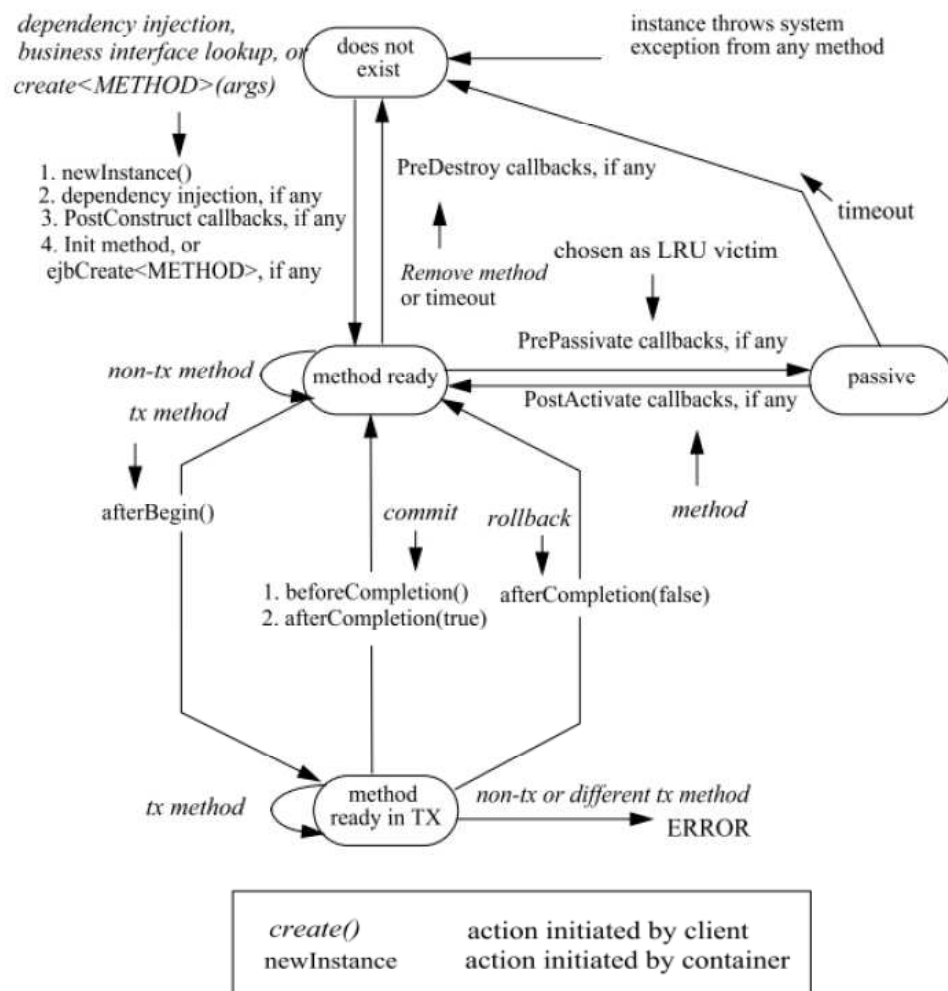 dependency injection,
business interface lookup, or
create<METHOD>(args)
does not
exist
instance throws system
exception from any method
1. newInstance()
2. dependency injection, if any
3. PostConstruct callbacks, if any
4. Init method, or
ejbCreate<METHOD>, if any
PreDestroy callbacks, if any
Remove method
or timeout
timeout
chosen as LRU victim
PrePassivate callbacks, if any
non-tx method
method ready
passive
PostActivate callbacks, if any
tx method
afterBegin()
commit
rollback
method
1. beforeCompletion()
2. afterCompletion(true)
afterCompletion(false)
tx method
method
ready in TX
non-tx or different tx method
ERROR
create() action initiated by client
newInstance action initiated by container